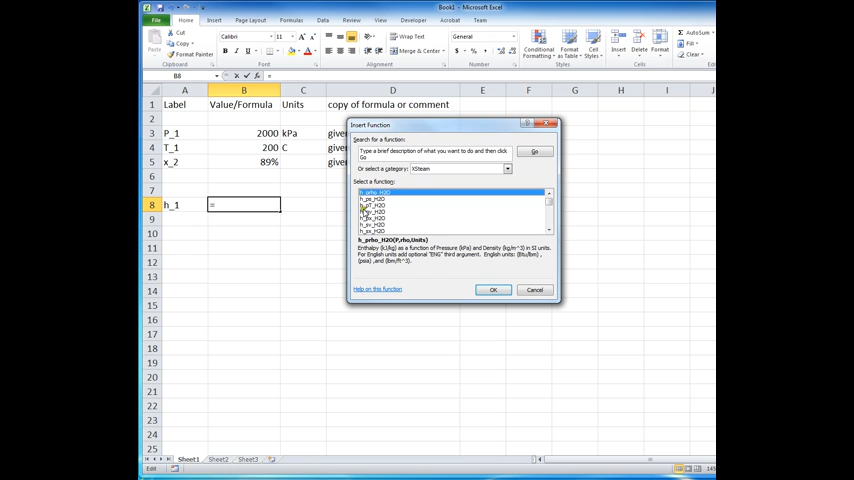 Book1 - Microsoft Excel
File Home Insert Page Layout Formulas Data Review View Developer Acrobat Team
Cut
Copy
Format Painter
Paste
Clipboard
Calibri 11
Font
Wrap Text
Merge & Center
Alignment
General
Number
Conditional Formatting
Format as Table
Cell Styles
Styles
Insert Delete Format
Cells
AutoSum
Fill
Clear
B8 =
A B C D E F G H I J
1 Label Value/Formula Units copy of formula or comment
2
3 P_1 2000 kPa given
4 T_1 200 C given
5 x_2 89% given
6
7
8 h_1 =
9
10
11
12
13
14
15
16
17
18
19
20
21
22
23
24
25
Insert Function
Search for a function:
Type a brief description of what you want to do and then click
Go
Go
Or select a category: XSteam
Select a function:
h_prho_H2O
h_ps_H2O
h_pT_H2O
h_px_H2O
h_sv_H2O
h_sx_H2O
h_prho_H2O(P,rho,Units)
Enthalpy (kJ/kg) as a function of Pressure (kPa) and Density (kg/m^3) in SI units.
For English units add optional "ENG" third argument. English units: (Btu/lbm) ,
(psia) ,and (lbm/ft^3).
Help on this function
OK Cancel
Sheet1 Sheet2 Sheet3
Edit